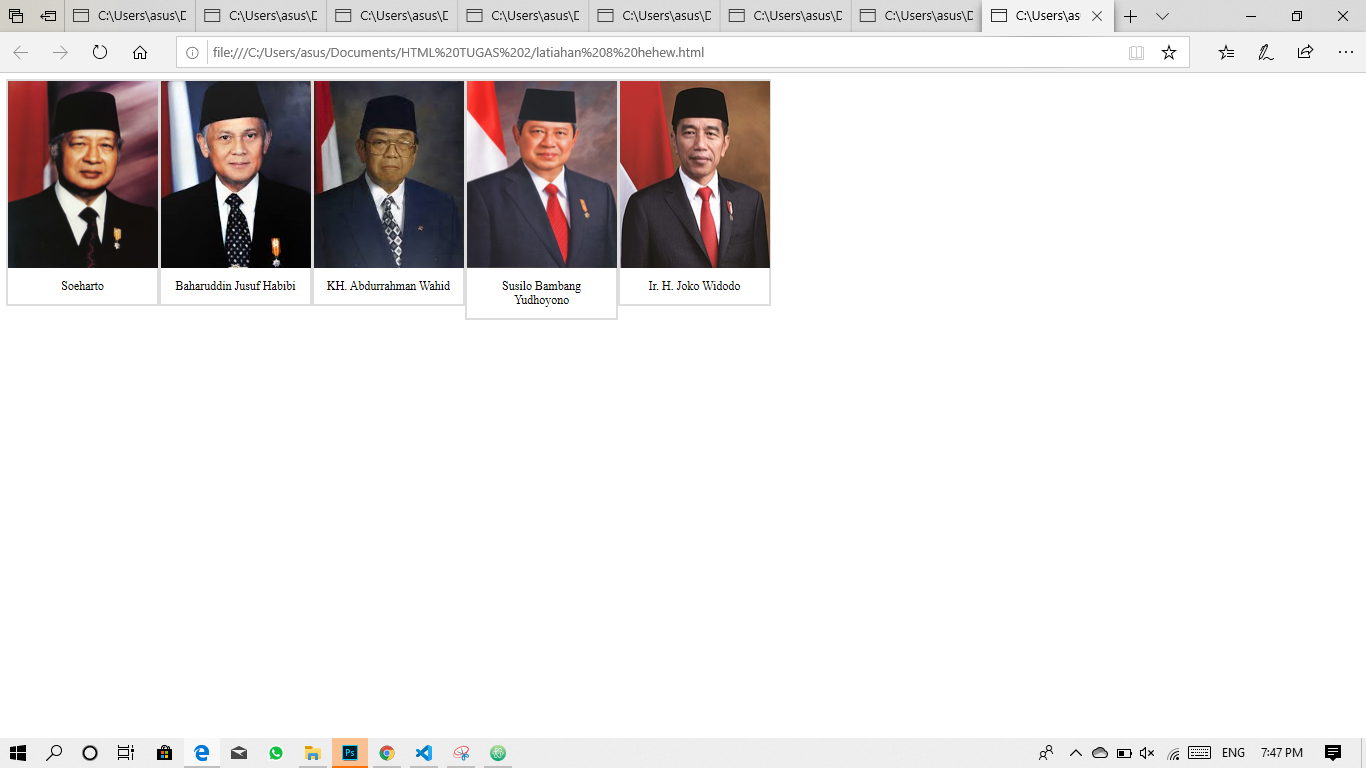 C:\Users\asus\D C:\Users\asus\D C:\Users\asus\D C:\Users\asus\D C:\Users\asus\D C:\Users\asus\D C:\Users\asus\D C:\Users\as
file:///C:/Users/asus/Documents/HTML%20TUGAS%202/latiahan%208%20hehew.html
Soeharto
Baharuddin Jusuf Habibi
KH. Abdurrahman Wahid
Susilo Bambang
Yudhoyono
Ir. H. Joko Widodo
Ps
ENG
7:47 PM